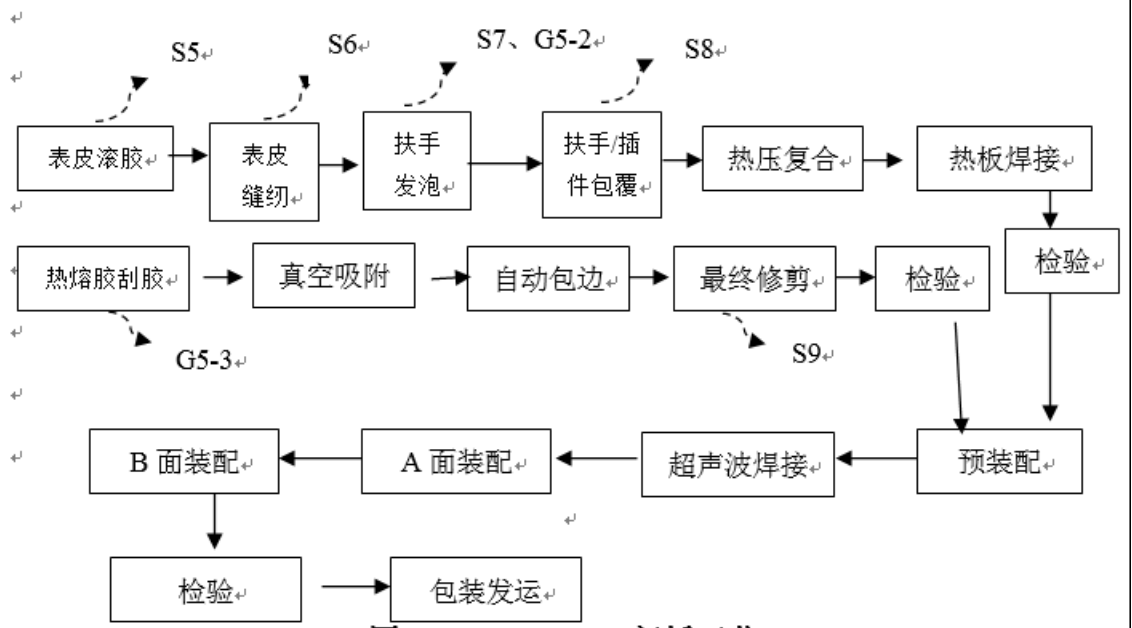 S5
S6
S7、G5-2
S8
表皮滚胶
表皮
缝纫
扶手
发泡
扶手/插
件包覆
热压复合
热板焊接
检验
热熔胶刮胶
真空吸附
自动包边
最终修剪
检验
G5-3
S9
B 面装配
A 面装配
超声波焊接
预装配
检验
包装发运